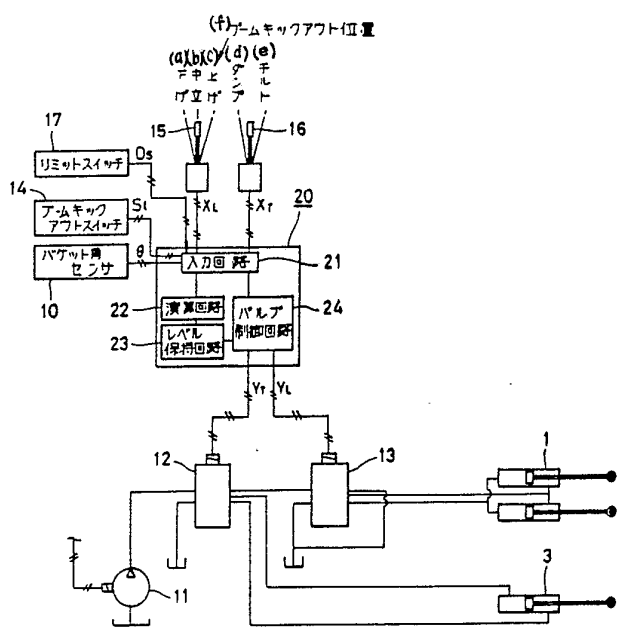 (f)ブームキックアウト位置
(a)(b)(c) (d) (e)
下げ
中立
上げ
ダンプ
チルト
15
16
17
リミットスイッチ
Ds
14
ブームキック
アウトスイッチ
SL
XL
XT
20
バケット角
センサ
θ
10
入力回路
21
22
演算回路
23
レベル
保持回路
バルブ
制御回路
24
YT
YL
12
13
1
11
3